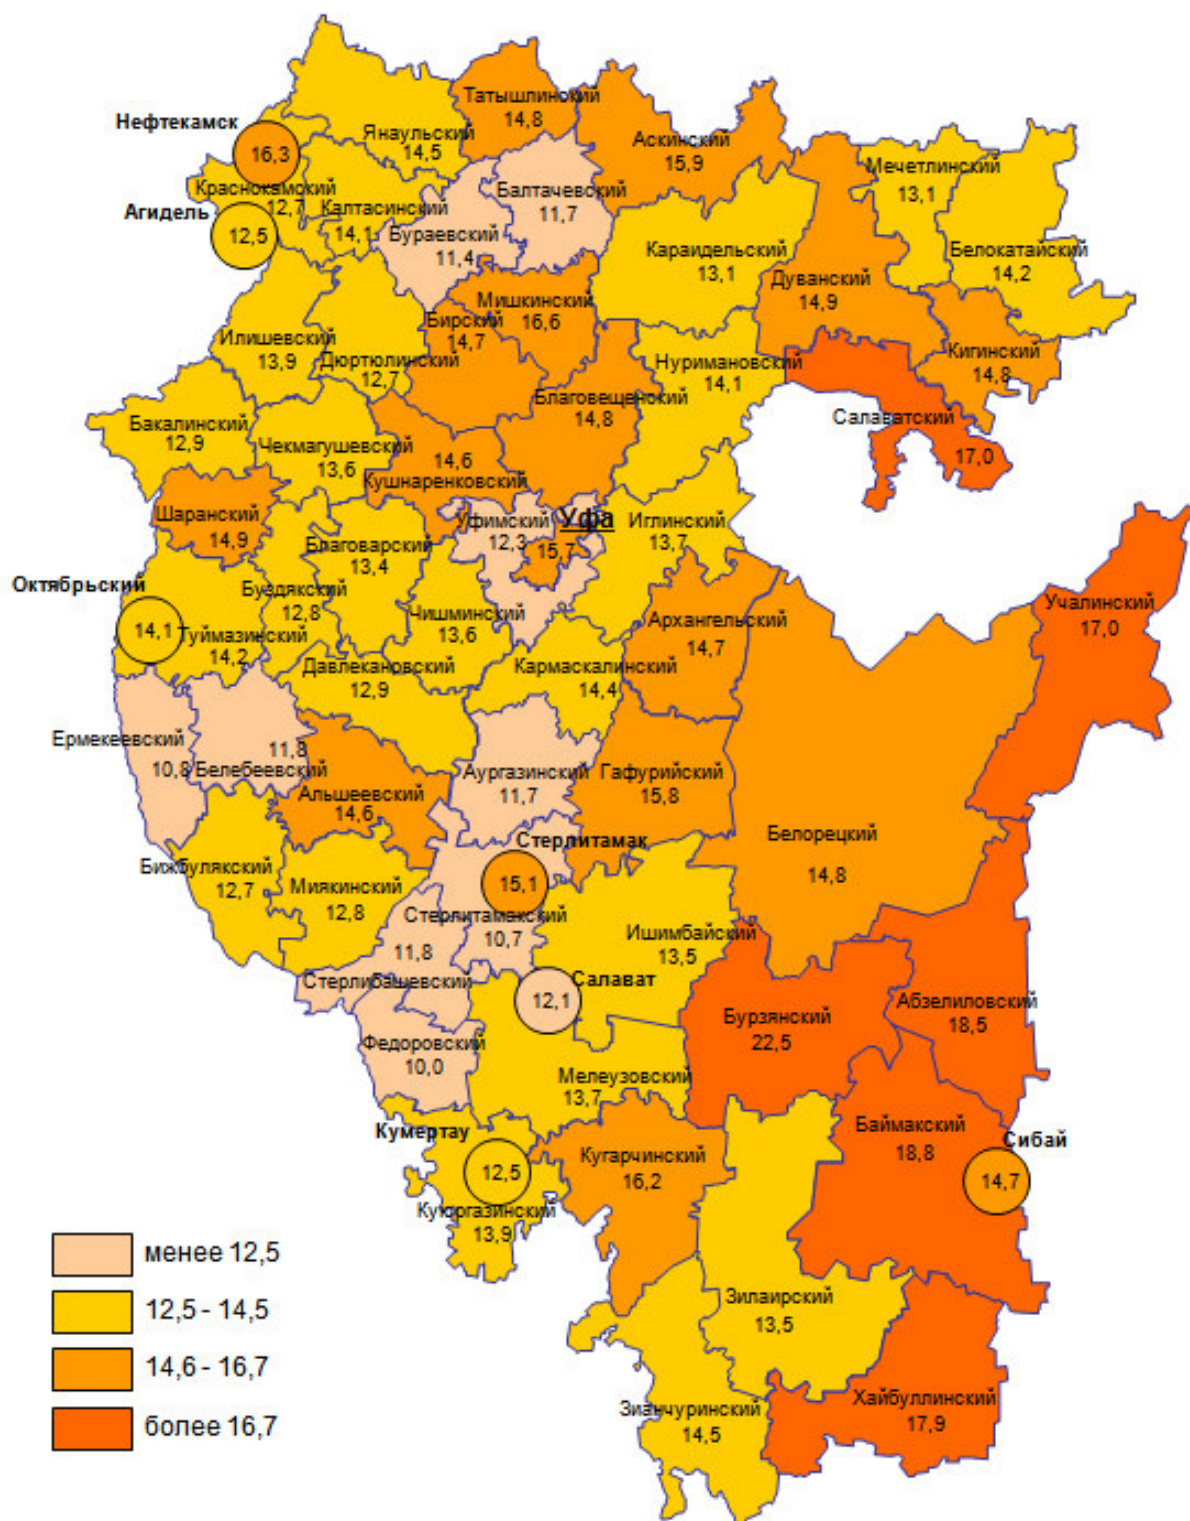 Татышлинский
14,8
Нефтекамск
16,3
Янаульский
14,5
Аскинский
15,9
Мечетлинский
13,1
Краснокамский
12,7
Балтачевский
11,7
Агидель
12,5
Калтасинский
14,1
Бураевский
11,4
Караидельский
13,1
Белокатайский
14,2
Дуванский
14,9
Мишкинский
16,6
Бирский
14,7
Илишевский
13,9
Дюртюлинский
12,7
Нуримановский
14,1
Кигинский
14,8
Благовещенский
14,8
Салаватский
17,0
Бакалинский
12,9
Чекмагушевский
13,6
14,6
Кушнаренковский
Шаранский
14,9
Уфимский
12,3
Уфа
15,7
Иглинский
13,7
Благоварский
13,4
Октябрьский
14,1
Буздякский
12,8
Чишминский
13,6
Туймазинский
14,2
Архангельский
14,7
Учалинский
17,0
Давлекановский
12,9
Кармаскалинский
14,4
Ермекеевский
10,8
11,8
Белебеевский
Аургазинский
11,7
Гафурийский
15,8
Альшеевский
14,6
Белорецкий
14,8
Стерлитамак
15,1
Бижбулякский
12,7
Миякинский
12,8
Стерлитамакский
10,7
Ишимбайский
13,5
11,8
Стерлибашевский
Салават
12,1
Бурзянский
22,5
Абзелиловский
18,5
Федоровский
10,0
Мелеузовский
13,7
Кумертау
12,5
Кугарчинский
16,2
Баймакский
18,8
Сибай
14,7
Куюргазинский
13,9
Зилаирский
13,5
Хайбуллинский
17,9
Зианчуринский
14,5
менее 12,5
12,5 - 14,5
14,6 - 16,7
более 16,7